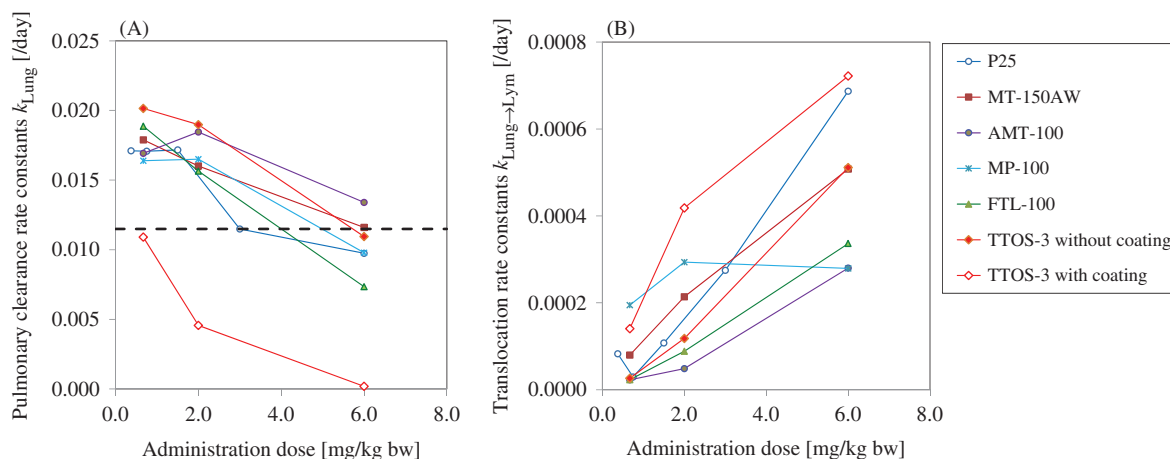 (A)
Pulmonary clearance rate constants kLung [/day]
0.025
0.020
0.015
0.010
0.005
0.000
0.0 2.0 4.0 6.0 8.0
Administration dose [mg/kg bw]
(B)
Translocation rate constants kLung→Lym [/day]
0.0008
0.0006
0.0004
0.0002
0.0000
0.0 2.0 4.0 6.0 8.0
Administration dose [mg/kg bw]
P25
MT-150AW
AMT-100
MP-100
FTL-100
TTOS-3 without coating
TTOS-3 with coating